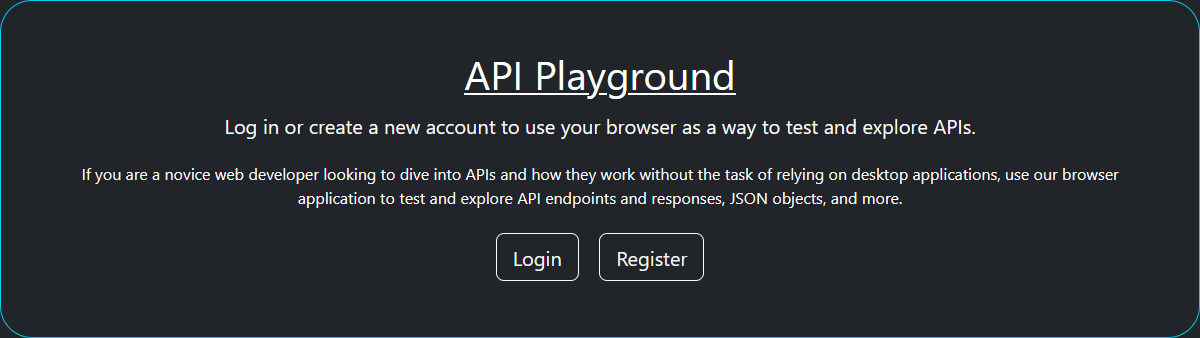 API Playground
Log in or create a new account to use your browser as a way to test and explore APIs.
If you are a novice web developer looking to dive into APIs and how they work without the task of relying on desktop applications, use our browser
application to test and explore API endpoints and responses, JSON objects, and more.
Login
Register